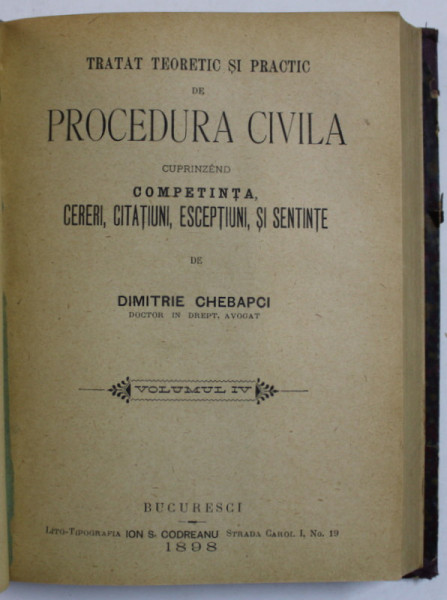 TRATAT TEORETIC ȘI PRACTIC
DE
PROCEDURA CIVILA
CUPRINZÊND
COMPETINȚA,
CERERI, CITAȚIUNI, ESCEPȚIUNI, ȘI SENTINȚE
DE
DIMITRIE CHEBAPCI
DOCTOR IN DREPT, AVOCAT
VOLUMUL IV
BUCURESCI
LITO-TIPOGRAFIA ION S. CODREANU STRADA CAROL I, No. 19
1898